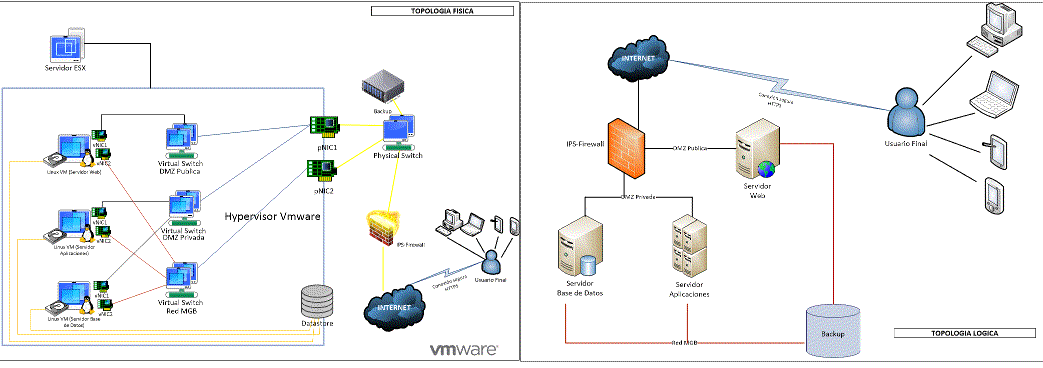 TOPOLOGIA FISICA
Servidor ESX
Backup
Physical Switch
pNIC1
pNIC2
vNIC1
vNIC2
Linux VM (Servidor Web)
Virtual Switch
DMZ Publica
Hypervisor Vmware
vNIC1
vNIC2
Linux VM (Servidor
Aplicaciones)
Virtual Switch
DMZ Privada
vNIC1
vNIC2
Linux VM (Servidor Base
de Datos)
Virtual Switch
Red MGB
Datastore
IPS-Firewall
INTERNET
Conexión segura
HTTPS
Usuario Final
vmware
INTERNET
Conexión segura
HTTPS
Usuario Final
IPS-Firewall
DMZ Publica
Servidor
Web
DMZ Privada
Servidor
Base de Datos
Servidor
Aplicaciones
Red MGB
Backup
TOPOLOGIA LOGICA